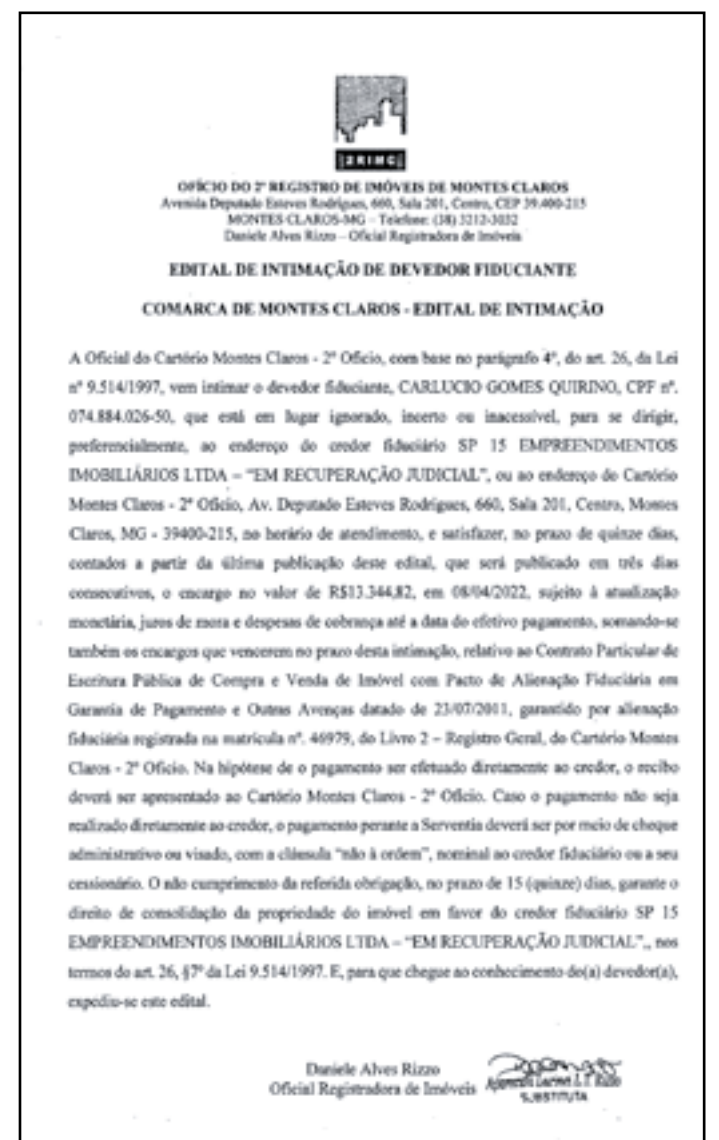 2RIMC
OFÍCIO DO 2º REGISTRO DE IMÓVEIS DE MONTES CLAROS
Avenida Deputado Esteves Rodrigues, 660, Sala 201, Centro, CEP 39.400-215
MONTES CLAROS-MG – Telefone: (38) 3212-3032
Daniele Alves Rizzo – Oficial Registradora de Imóveis
EDITAL DE INTIMAÇÃO DE DEVEDOR FIDUCIANTE
COMARCA DE MONTES CLAROS - EDITAL DE INTIMAÇÃO
A Oficial do Cartório Montes Claros - 2º Ofício, com base no parágrafo 4º, do art. 26, da Lei
nº 9.514/1997, vem intimar o devedor fiduciante, CARLUCIO GOMES QUIRINO, CPF nº.
074.884.026-50, que está em lugar ignorado, incerto ou inacessível, para se dirigir,
preferencialmente, ao endereço do credor fiduciário SP 15 EMPREENDIMENTOS
IMOBILIÁRIOS LTDA – "EM RECUPERAÇÃO JUDICIAL", ou ao endereço do Cartório
Montes Claros - 2º Ofício, Av. Deputado Esteves Rodrigues, 660, Sala 201, Centro, Montes
Claros, MG - 39400-215, no horário de atendimento, e satisfazer, no prazo de quinze dias,
contados a partir da última publicação deste edital, que será publicado em três dias
consecutivos, o encargo no valor de R$13.344,82, em 08/04/2022, sujeito à atualização
monetária, juros de mora e despesas de cobrança até a data do efetivo pagamento, somando-se
também os encargos que vencerem no prazo desta intimação, relativo ao Contrato Particular de
Escritura Pública de Compra e Venda de Imóvel com Pacto de Alienação Fiduciária em
Garantia de Pagamento e Outras Avenças datado de 23/07/2011, garantido por alienação
fiduciária registrada na matrícula nº. 46979, do Livro 2 – Registro Geral, do Cartório Montes
Claros - 2º Ofício. Na hipótese de o pagamento ser efetuado diretamente ao credor, o recibo
deverá ser apresentado ao Cartório Montes Claros - 2º Ofício. Caso o pagamento não seja
realizado diretamente ao credor, o pagamento perante a Serventia deverá ser por meio de cheque
administrativo ou visado, com a cláusula "não à ordem", nominal ao credor fiduciário ou a seu
cessionário. O não cumprimento da referida obrigação, no prazo de 15 (quinze) dias, garante o
direito de consolidação da propriedade do imóvel em favor do credor fiduciário SP 15
EMPREENDIMENTOS IMOBILIÁRIOS LTDA – "EM RECUPERAÇÃO JUDICIAL",, nos
termos do art. 26, §7º da Lei 9.514/1997. E, para que chegue ao conhecimento do(a) devedor(a),
expediu-se este edital.
Daniele Alves Rizzo
Oficial Registradora de Imóveis
SUBSTITUTA